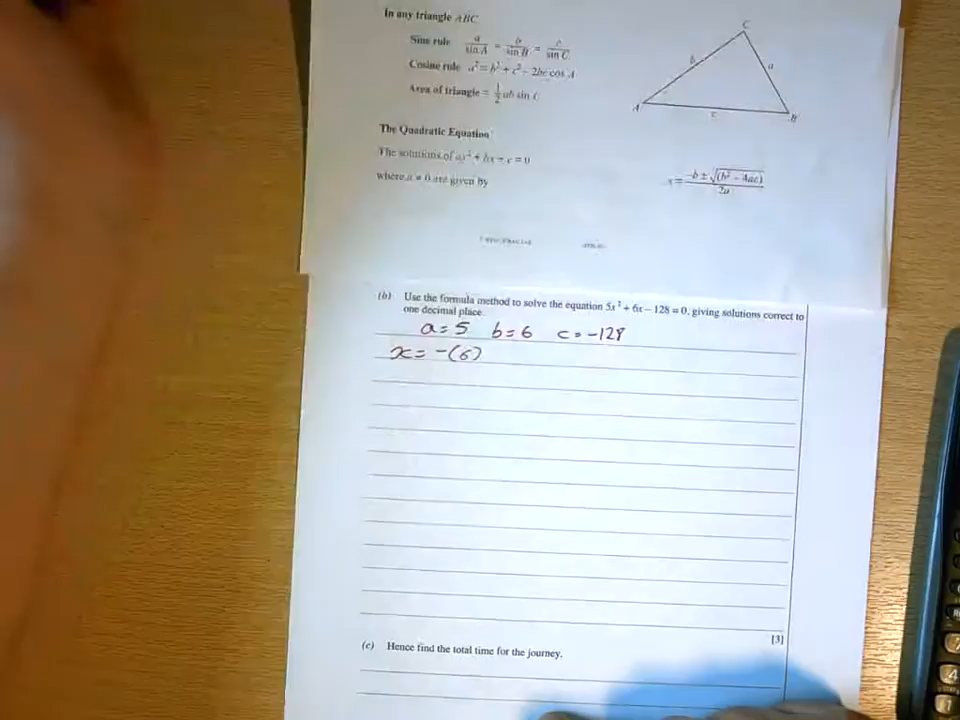 In any triangle ABC
Sine rule a/sin A = b/sin B = c/sin C
Cosine rule a² = b² + c² − 2bc cos A
Area of triangle = 1/2 ab sin C
C
b
a
A
c
B
The Quadratic Equation
The solutions of ax² + bx + c = 0
where a ≠ 0 are given by
x = −b ± √(b² − 4ac) / 2a
(b) Use the formula method to solve the equation 5x² + 6x − 128 = 0, giving solutions correct to
one decimal place.
a = 5 b = 6 c = −128
x = −(6)
[3]
(c) Hence find the total time for the journey.